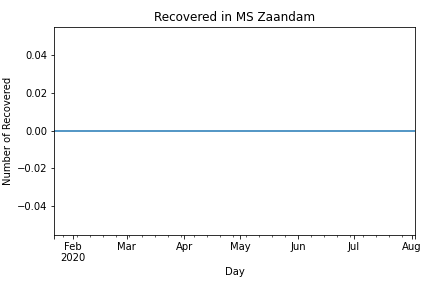 Recovered in MS Zaandam
0.04
0.02
0.00
−0.02
−0.04
Number of Recovered
Feb Mar Apr May Jun Jul Aug
2020
Day